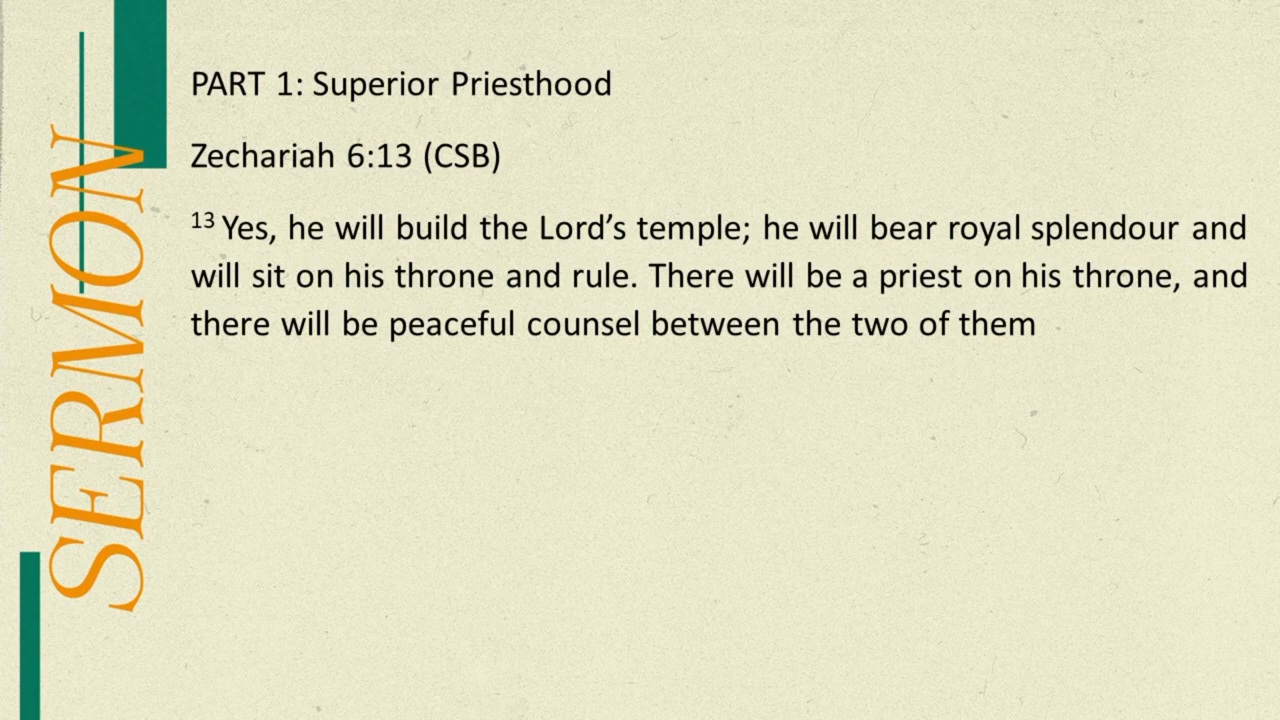 SERMON
PART 1: Superior Priesthood
Zechariah 6:13 (CSB)
13 Yes, he will build the Lord’s temple; he will bear royal splendour and
will sit on his throne and rule. There will be a priest on his throne, and
there will be peaceful counsel between the two of them